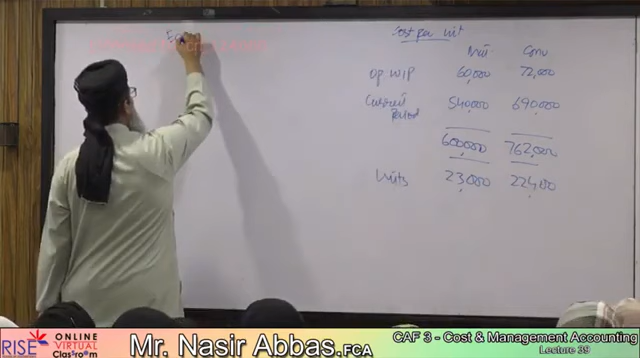 Cost per unit
Mat Conv
Op WIP 60,000 72,000
Current Period 540,000 690,000
600,000 762,000
Units 23,000 22,400
RISE ONLINE VIRTUAL Classroom
Mr. Nasir Abbas.FCA
CAF 3 - Cost & Management Accounting
Lecture 39